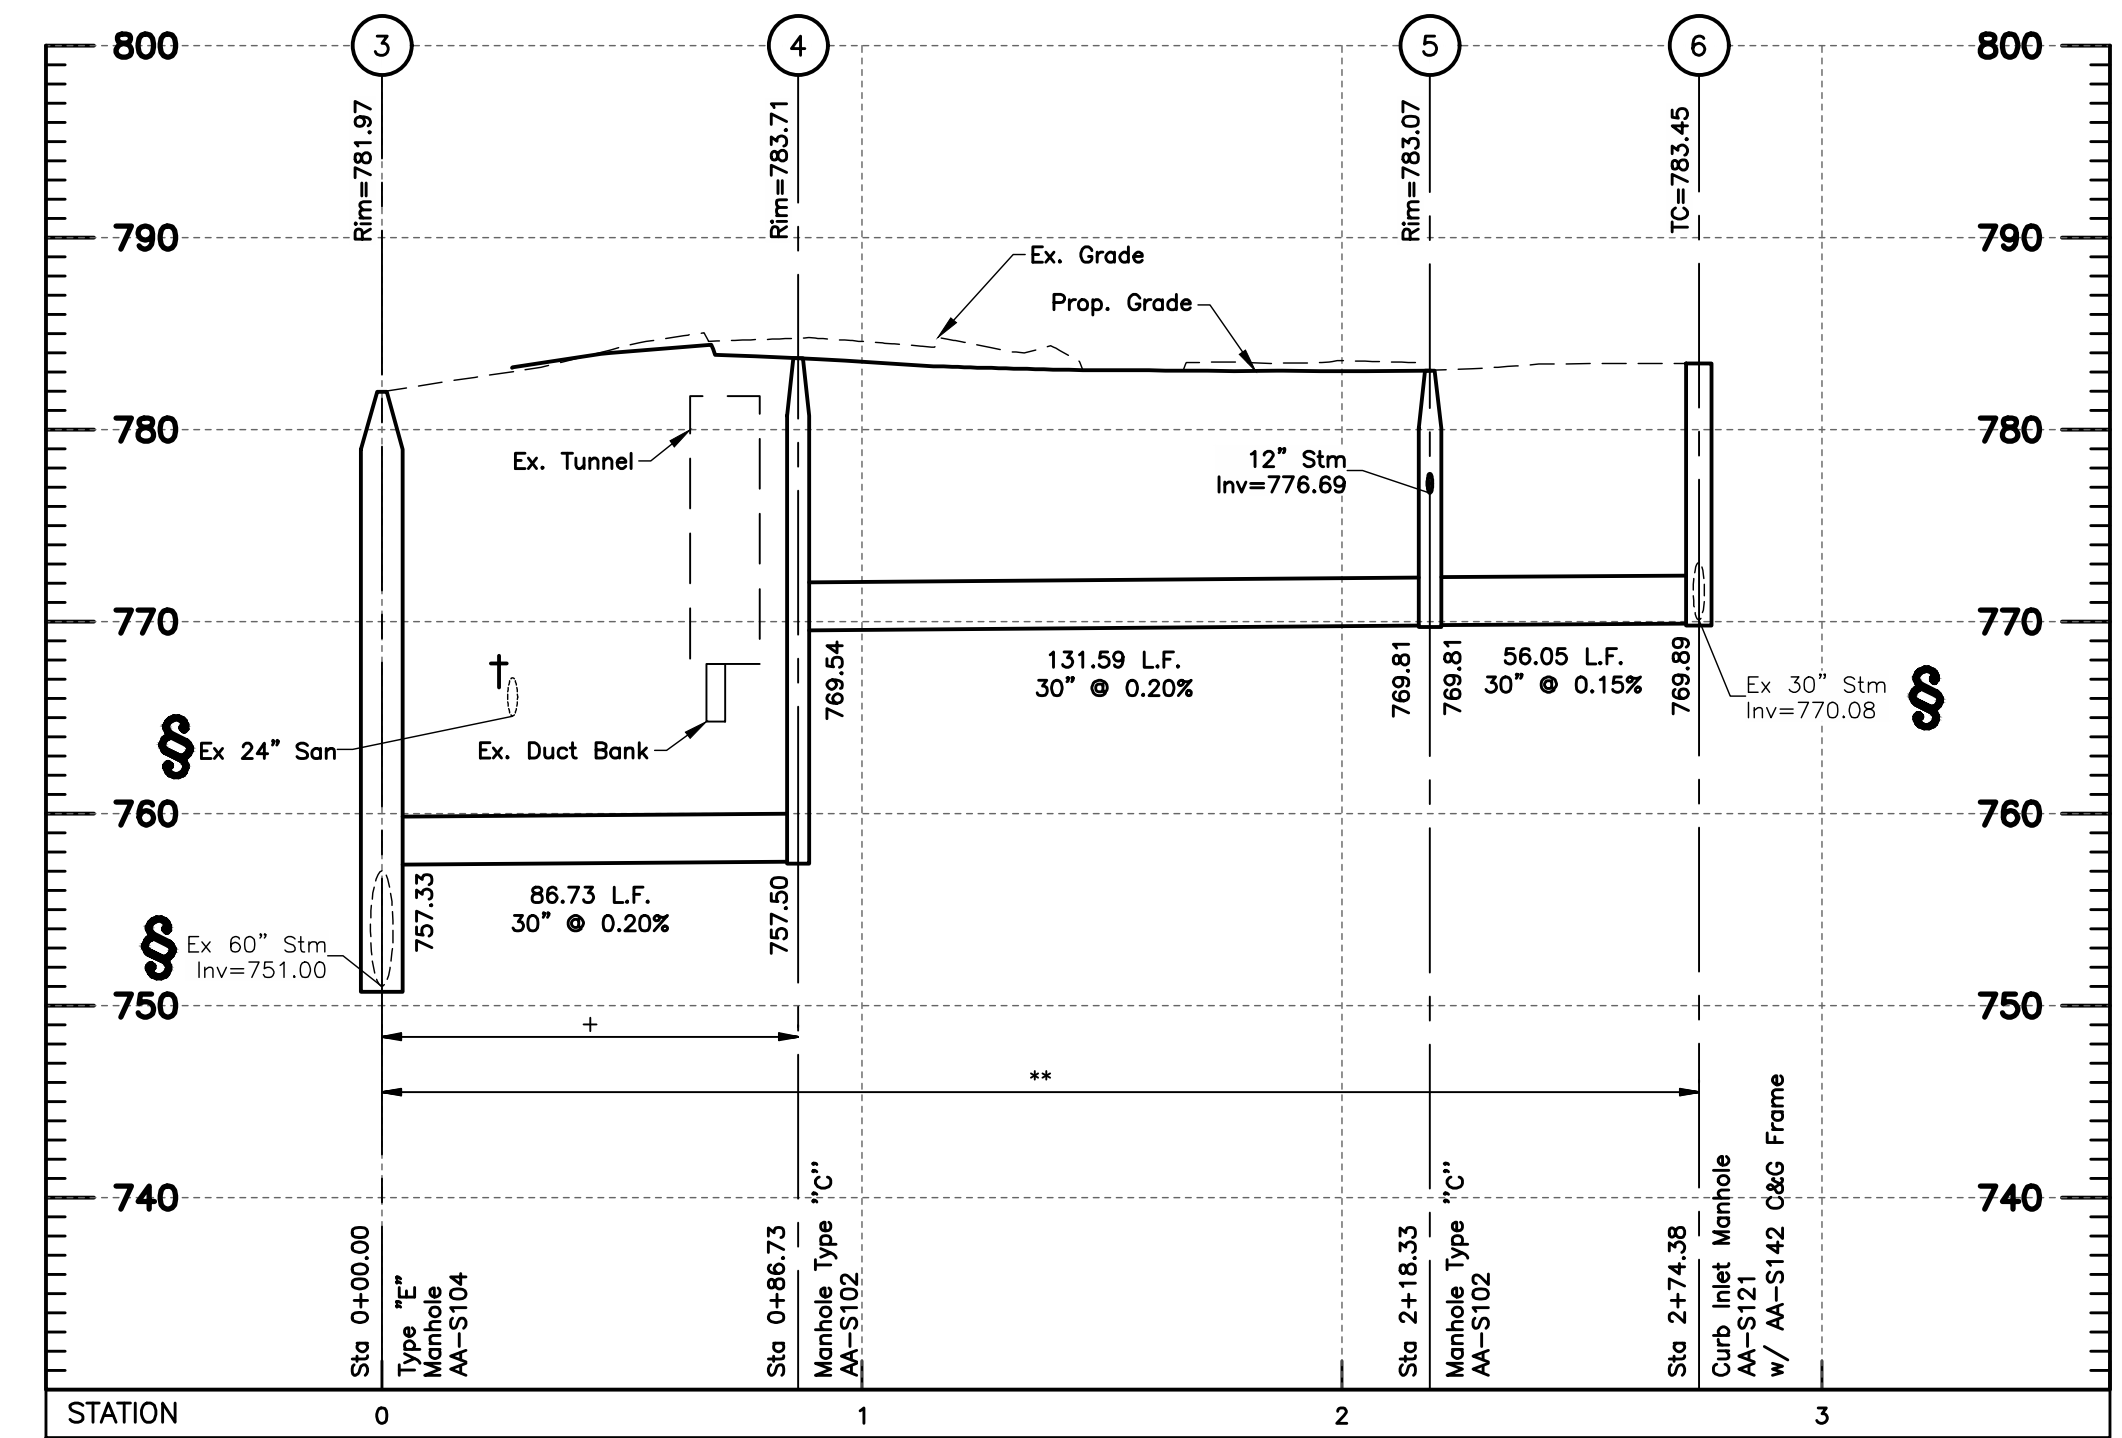 3
4
5
6
800
800
Rim=781.97
Rim=783.71
Rim=783.07
TC=783.45
790
790
Ex. Grade
Prop. Grade
780
780
Ex. Tunnel
12" Stm
Inv=776.69
770
770
†
§
Ex 24" San
Ex. Duct Bank
769.54
131.59 L.F.
30" @ 0.20%
769.81
769.81
56.05 L.F.
30" @ 0.15%
769.89
Ex 30" Stm
Inv=770.08
§
760
760
757.33
86.73 L.F.
30" @ 0.20%
757.50
§
Ex 60" Stm
Inv=751.00
750
750
+
**
740
740
Sta 0+00.00
Type "E"
Manhole
AA-S104
Sta 0+86.73
Manhole Type "C"
AA-S102
Sta 2+18.33
Manhole Type "C"
AA-S102
Sta 2+74.38
Curb Inlet Manhole
AA-S121
w/ AA-S142 C&G Frame
STATION
0
1
2
3